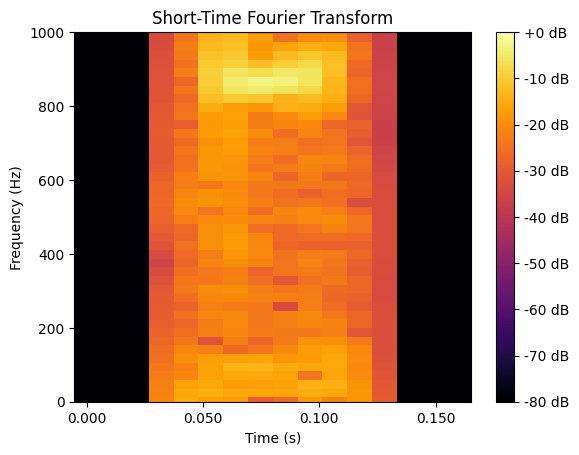 Short-Time Fourier Transform
1000
800
600
400
200
0
Frequency (Hz)
0.000
0.050
0.100
0.150
Time (s)
+0 dB
-10 dB
-20 dB
-30 dB
-40 dB
-50 dB
-60 dB
-70 dB
-80 dB